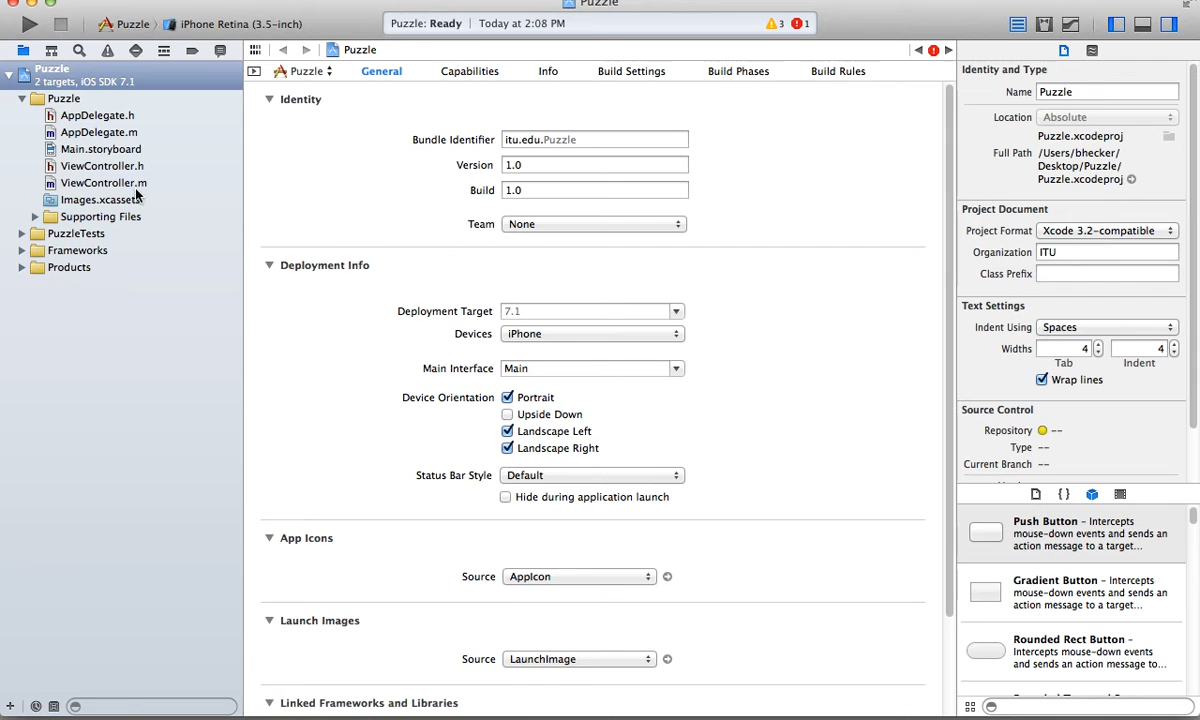 Puzzle
Puzzle
iPhone Retina (3.5-inch)
Puzzle: Ready
Today at 2:08 PM
3
1
Puzzle
Puzzle
2 targets, iOS SDK 7.1
Puzzle
AppDelegate.h
AppDelegate.m
Main.storyboard
ViewController.h
ViewController.m
Images.xcassets
Supporting Files
PuzzleTests
Frameworks
Products
Puzzle
General
Capabilities
Info
Build Settings
Build Phases
Build Rules
Identity
Bundle Identifier itu.edu.Puzzle
Version 1.0
Build 1.0
Team None
Deployment Info
Deployment Target 7.1
Devices iPhone
Main Interface Main
Device Orientation Portrait
Upside Down
Landscape Left
Landscape Right
Status Bar Style Default
Hide during application launch
App Icons
Source AppIcon
Launch Images
Source LaunchImage
Linked Frameworks and Libraries
Identity and Type
Name Puzzle
Location Absolute
Puzzle.xcodeproj
Full Path /Users/bhecker/
Desktop/Puzzle/
Puzzle.xcodeproj
Project Document
Project Format Xcode 3.2-compatible
Organization ITU
Class Prefix
Text Settings
Indent Using Spaces
Widths 4 4
Tab Indent
Wrap lines
Source Control
Repository --
Type --
Current Branch --
Push Button - Intercepts
mouse-down events and sends an
action message to a target...
Gradient Button - Intercepts
mouse-down events and sends an
action message to a target...
Rounded Rect Button -
Intercepts mouse-down events
and sends an action message to...